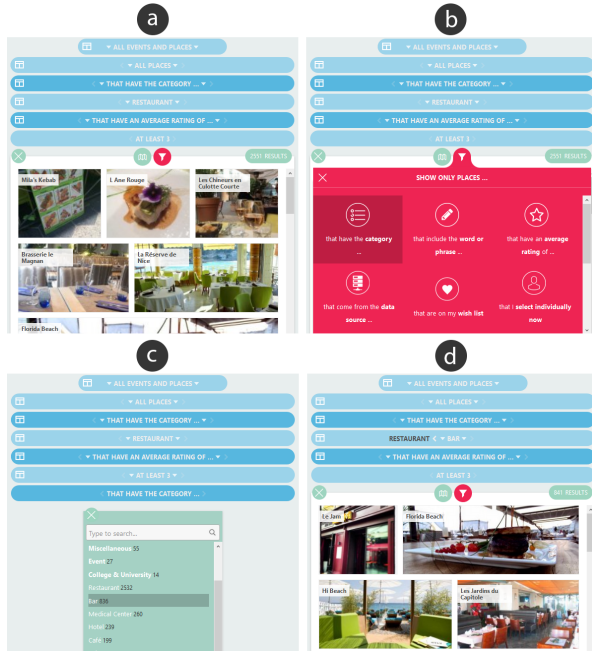 a
ALL EVENTS AND PLACES
ALL PLACES
THAT HAVE THE CATEGORY ...
RESTAURANT
THAT HAVE AN AVERAGE RATING OF ...
AT LEAST 3
2351 RESULTS
Mila's Kebab
L Ane Rouge
Les Chineurs en
Culotte Courte
Brasserie le
Magnan
La Réserve de
Nice
Florida Beach
b
ALL EVENTS AND PLACES
ALL PLACES
THAT HAVE THE CATEGORY ...
RESTAURANT
THAT HAVE AN AVERAGE RATING OF ...
AT LEAST 3
2351 RESULTS
SHOW ONLY PLACES ...
that have the category
...
that include the word or
phrase ...
that have an average
rating of ...
that come from the data
source ...
that are on my wish list
that I select individually
now
c
ALL EVENTS AND PLACES
ALL PLACES
THAT HAVE THE CATEGORY ...
RESTAURANT
THAT HAVE AN AVERAGE RATING OF ...
AT LEAST 3
THAT HAVE THE CATEGORY ...
Type to search...
Miscellaneous 55
Event 27
College & University 14
Restaurant 2532
Bar 836
Medical Center 260
Hotel 239
Café 199
d
ALL EVENTS AND PLACES
ALL PLACES
THAT HAVE THE CATEGORY ...
RESTAURANT BAR
THAT HAVE AN AVERAGE RATING OF ...
AT LEAST 3
RESULTS
Le Jam
Florida Beach
Hi Beach
Les Jardins du
Capitole